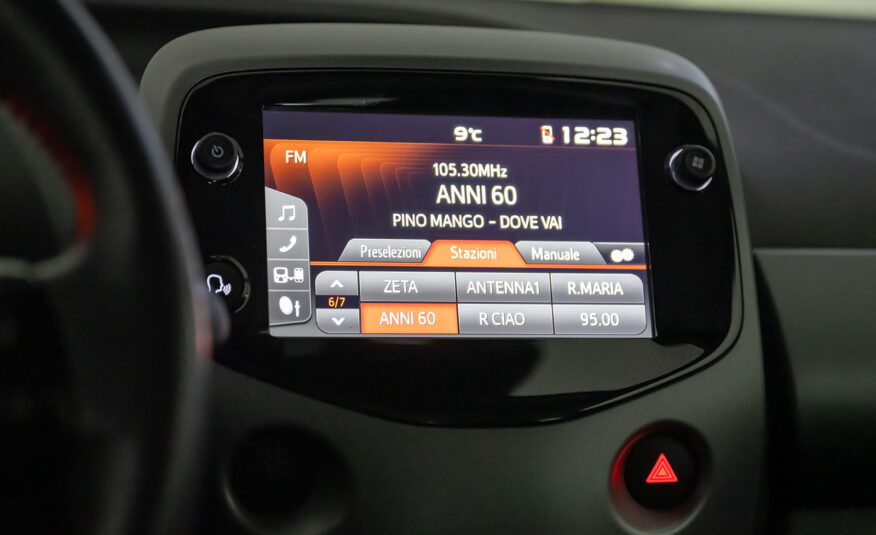 9°C 12:23
FM
105.30MHz
ANNI 60
PINO MANGO - DOVE VAI
Preselezioni Stazioni Manuale
ZETA ANTENNA1 R.MARIA
6/7
ANNI 60 R CIAO 95.00